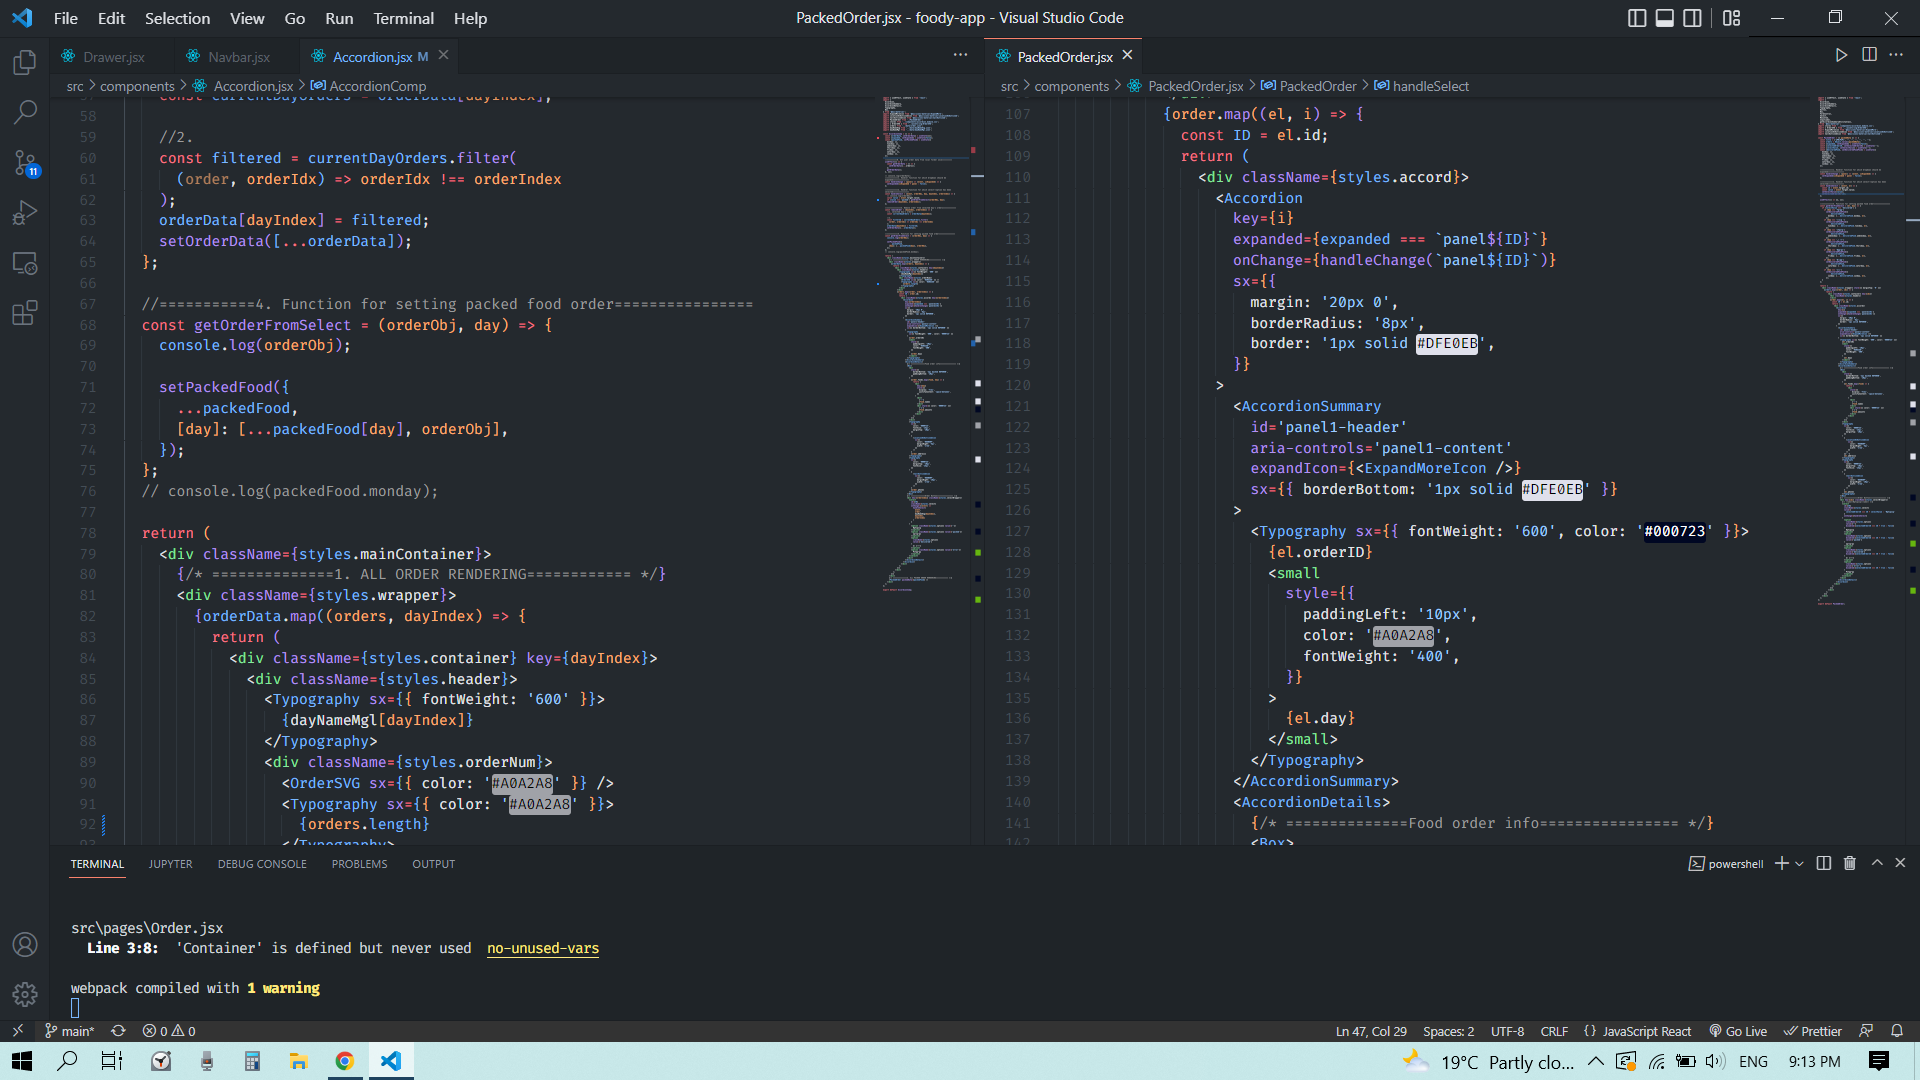 File Edit Selection View Go Run Terminal Help
PackedOrder.jsx - foody-app - Visual Studio Code
Drawer.jsx
Navbar.jsx
Accordion.jsx M
src > components > Accordion.jsx > AccordionComp
const currentDayOrders = orderData[dayIndex];
58
59 //2.
60 const filtered = currentDayOrders.filter(
61 (order, orderIdx) => orderIdx !== orderIndex
62 );
63 orderData[dayIndex] = filtered;
64 setOrderData([...orderData]);
65 };
66
67 //===========4. Function for setting packed food order================
68 const getOrderFromSelect = (orderObj, day) => {
69 console.log(orderObj);
70
71 setPackedFood({
72 ...packedFood,
73 [day]: [...packedFood[day], orderObj],
74 });
75 };
76 // console.log(packedFood.monday);
77
78 return (
79 <div className={styles.mainContainer}>
80 {/* ==============1. ALL ORDER RENDERING============ */}
81 <div className={styles.wrapper}>
82 {orderData.map((orders, dayIndex) => {
83 return (
84 <div className={styles.container} key={dayIndex}>
85 <div className={styles.header}>
86 <Typography sx={{ fontWeight: '600' }}>
87 {dayNameMgl[dayIndex]}
88 </Typography>
89 <div className={styles.orderNum}>
90 <OrderSVG sx={{ color: '#A0A2A8' }} />
91 <Typography sx={{ color: '#A0A2A8' }}>
92 {orders.length}
93 </Typography>
PackedOrder.jsx
src > components > PackedOrder.jsx > PackedOrder > handleSelect
107 {order.map((el, i) => {
108 const ID = el.id;
109 return (
110 <div className={styles.accord}>
111 <Accordion
112 key={i}
113 expanded={expanded === `panel${ID}`}
114 onChange={handleChange(`panel${ID}`)}
115 sx={{
116 margin: '20px 0',
117 borderRadius: '8px',
118 border: '1px solid #DFE0EB',
119 }}
120 >
121 <AccordionSummary
122 id='panel1-header'
123 aria-controls='panel1-content'
124 expandIcon={<ExpandMoreIcon />}
125 sx={{ borderBottom: '1px solid #DFE0EB' }}
126 >
127 <Typography sx={{ fontWeight: '600', color: '#000723' }}>
128 {el.orderID}
129 <small
130 style={{
131 paddingLeft: '10px',
132 color: '#A0A2A8',
133 fontWeight: '400',
134 }}
135 >
136 {el.day}
137 </small>
138 </Typography>
139 </AccordionSummary>
140 <AccordionDetails>
141 {/* ==============Food order info================ */}
142 <Box>
11
TERMINAL JUPYTER DEBUG CONSOLE PROBLEMS OUTPUT
powershell
src\pages\Order.jsx
Line 3:8: 'Container' is defined but never used no-unused-vars
webpack compiled with 1 warning
main* 0 0
Ln 47, Col 29 Spaces: 2 UTF-8 CRLF {} JavaScript React Go Live Prettier
19°C Partly clo... ENG 9:13 PM